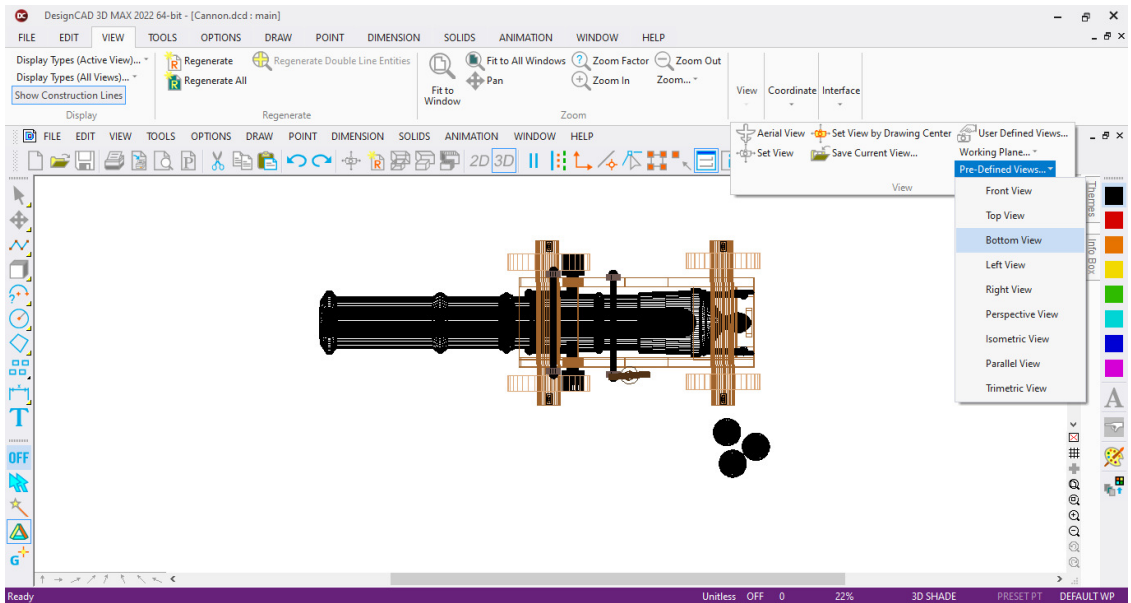 DesignCAD 3D MAX 2022 64-bit - [Cannon.dcd : main]
FILE EDIT VIEW TOOLS OPTIONS DRAW POINT DIMENSION SOLIDS ANIMATION WINDOW HELP
Display Types (Active View)...
Display Types (All Views)...
Show Construction Lines
Display
Regenerate
Regenerate All
Regenerate Double Line Entities
Regenerate
Fit to
Window
Fit to All Windows
Pan
Zoom Factor
Zoom In
Zoom Out
Zoom...
Zoom
View
Coordinate
Interface
FILE EDIT VIEW TOOLS OPTIONS DRAW POINT DIMENSION SOLIDS ANIMATION WINDOW HELP
2D 3D
Aerial View
Set View by Drawing Center
User Defined Views...
Set View
Save Current View...
Working Plane...
Pre-Defined Views...
View
Front View
Top View
Bottom View
Left View
Right View
Perspective View
Isometric View
Parallel View
Trimetric View
Themes
Info Box
T
OFF
G
A
Ready
Unitless OFF 0 22% 3D SHADE PRESET PT DEFAULT WP